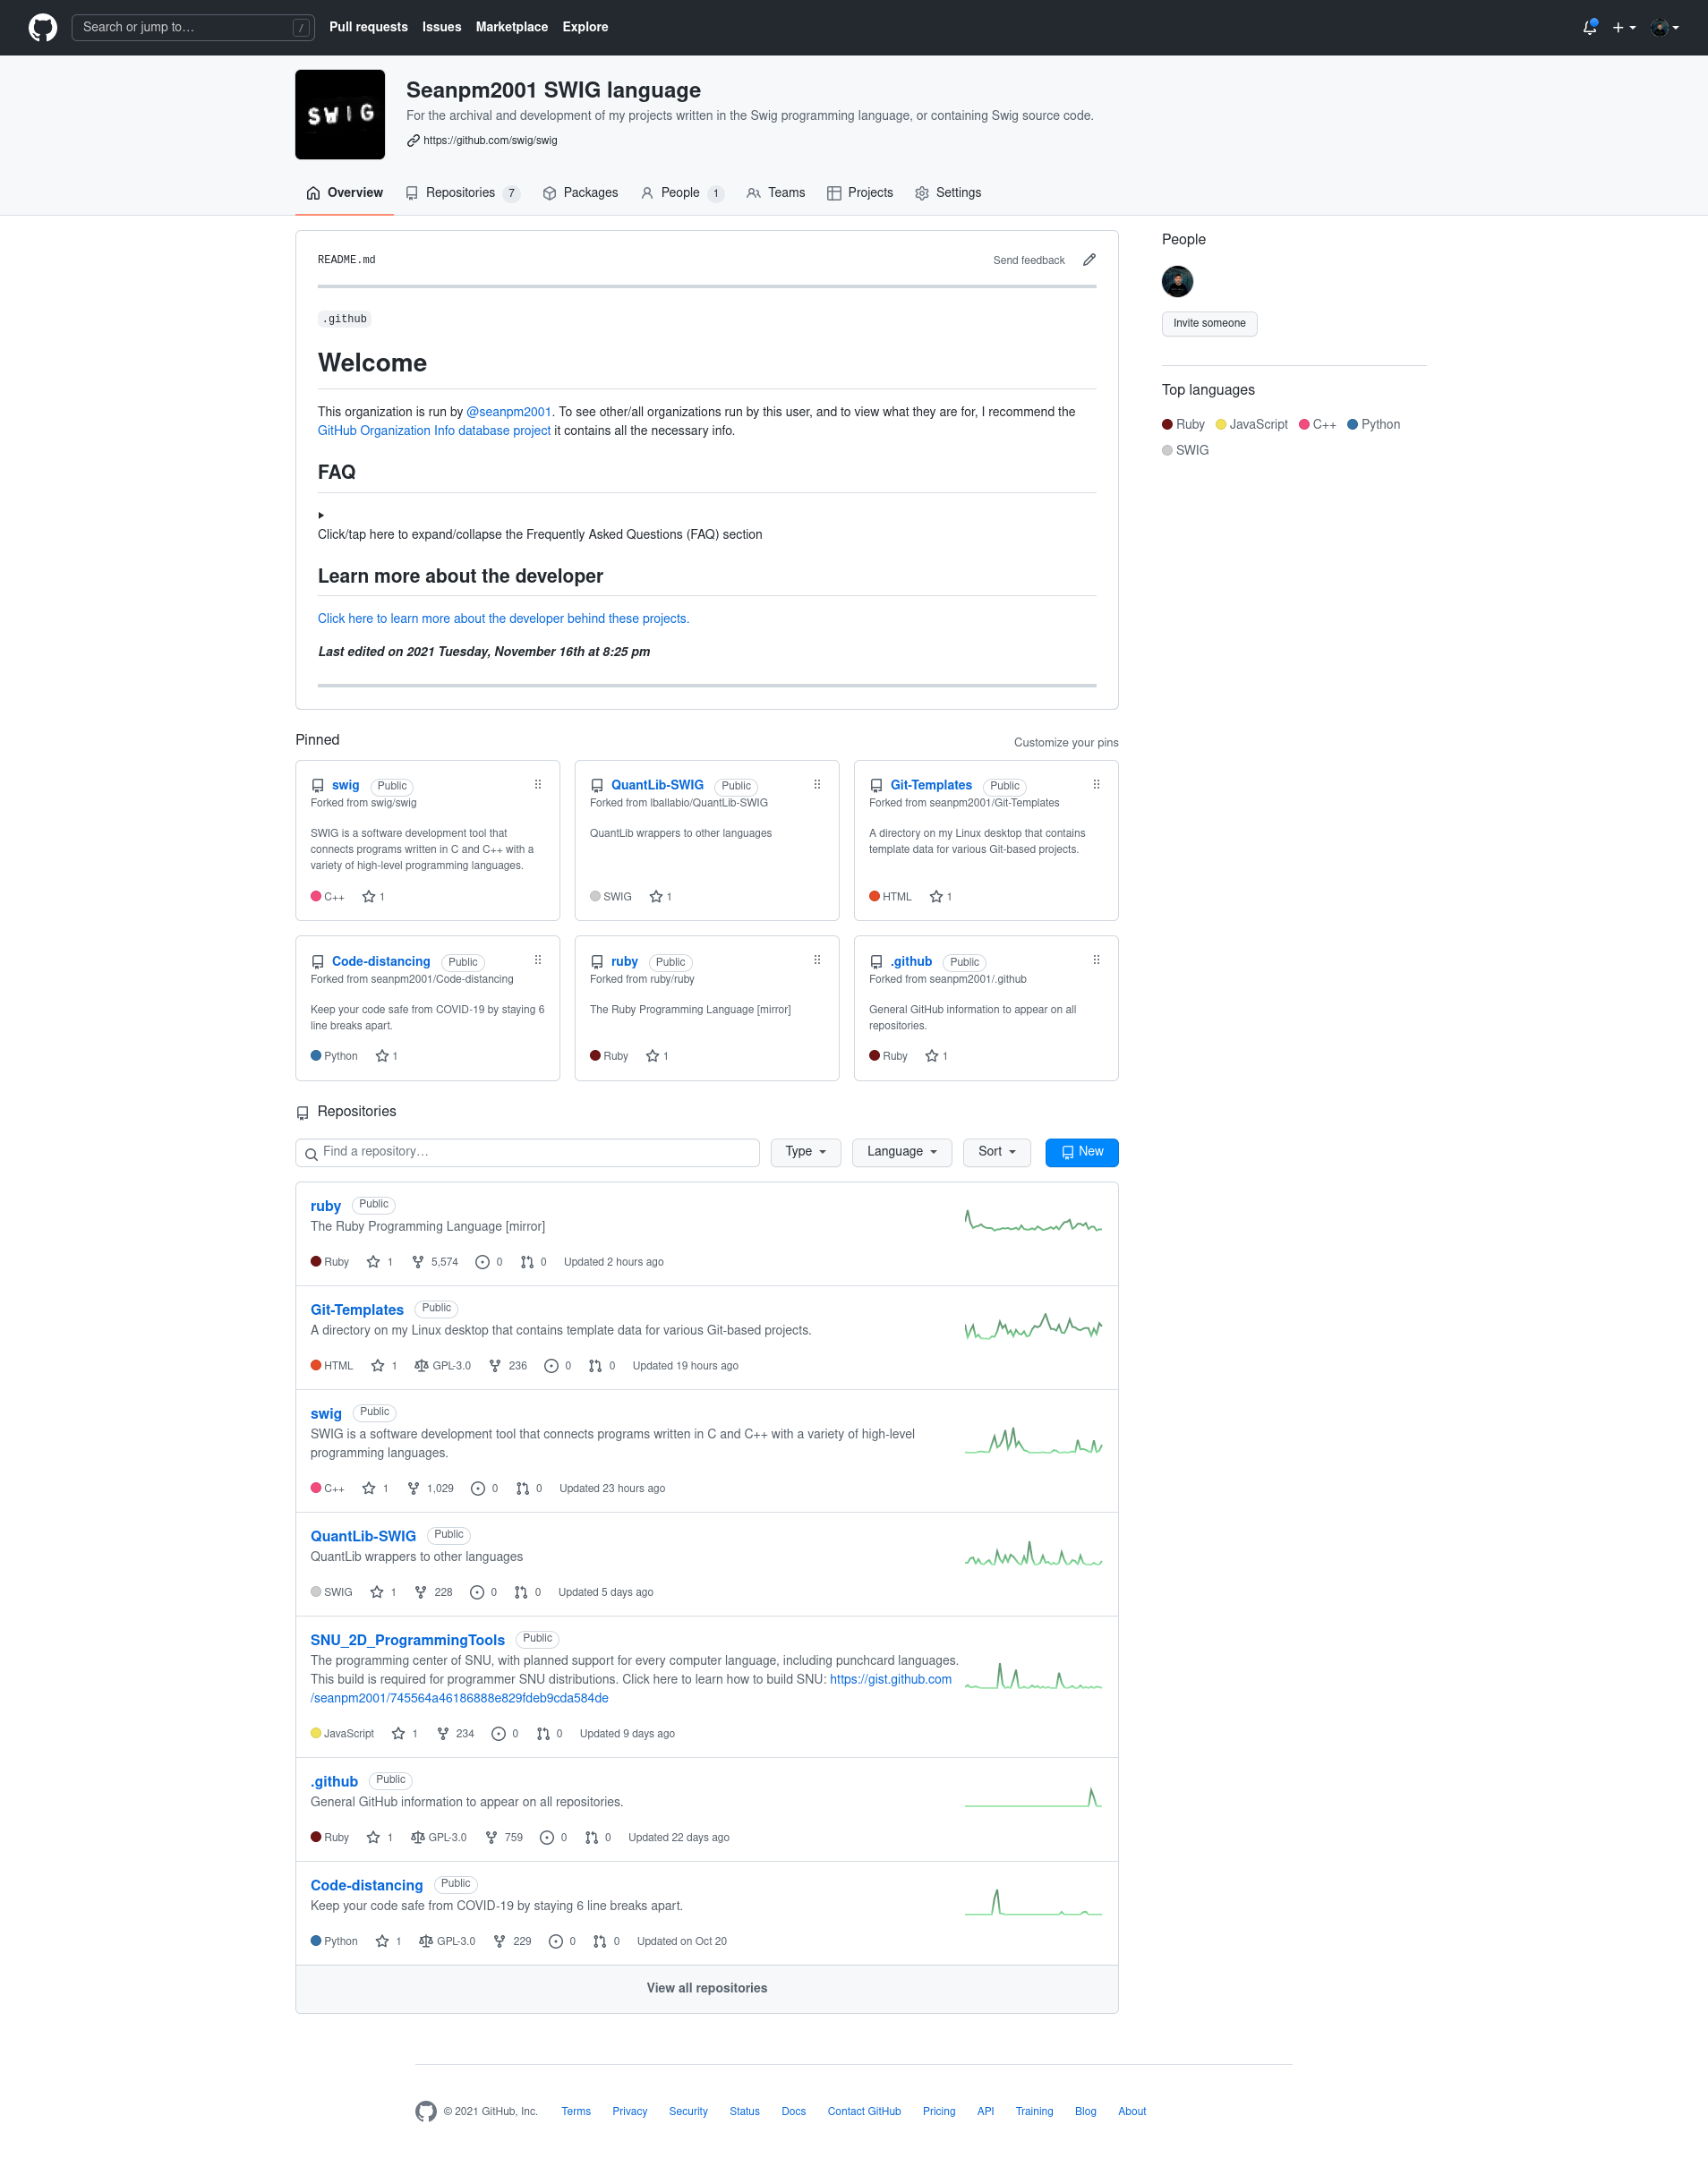 Search or jump to…
/
Pull requests
Issues
Marketplace
Explore
SWIG
Seanpm2001 SWIG language
For the archival and development of my projects written in the Swig programming language, or containing Swig source code.
https://github.com/swig/swig
Overview
Repositories 7
Packages
People 1
Teams
Projects
Settings
README.md
Send feedback
.github
Welcome
This organization is run by @seanpm2001. To see other/all organizations run by this user, and to view what they are for, I recommend the
GitHub Organization Info database project it contains all the necessary info.
FAQ
Click/tap here to expand/collapse the Frequently Asked Questions (FAQ) section
Learn more about the developer
Click here to learn more about the developer behind these projects.
Last edited on 2021 Tuesday, November 16th at 8:25 pm
People
Invite someone
Top languages
Ruby JavaScript C++ Python
SWIG
Pinned
Customize your pins
swig Public
Forked from swig/swig
SWIG is a software development tool that
connects programs written in C and C++ with a
variety of high-level programming languages.
C++ 1
QuantLib-SWIG Public
Forked from lballabio/QuantLib-SWIG
QuantLib wrappers to other languages
SWIG 1
Git-Templates Public
Forked from seanpm2001/Git-Templates
A directory on my Linux desktop that contains
template data for various Git-based projects.
HTML 1
Code-distancing Public
Forked from seanpm2001/Code-distancing
Keep your code safe from COVID-19 by staying 6
line breaks apart.
Python 1
ruby Public
Forked from ruby/ruby
The Ruby Programming Language [mirror]
Ruby 1
.github Public
Forked from seanpm2001/.github
General GitHub information to appear on all
repositories.
Ruby 1
Repositories
Find a repository…
Type
Language
Sort
New
ruby Public
The Ruby Programming Language [mirror]
Ruby 1 5,574 0 0 Updated 2 hours ago
Git-Templates Public
A directory on my Linux desktop that contains template data for various Git-based projects.
HTML 1 GPL-3.0 236 0 0 Updated 19 hours ago
swig Public
SWIG is a software development tool that connects programs written in C and C++ with a variety of high-level
programming languages.
C++ 1 1,029 0 0 Updated 23 hours ago
QuantLib-SWIG Public
QuantLib wrappers to other languages
SWIG 1 228 0 0 Updated 5 days ago
SNU_2D_ProgrammingTools Public
The programming center of SNU, with planned support for every computer language, including punchcard languages.
This build is required for programmer SNU distributions. Click here to learn how to build SNU: https://gist.github.com
/seanpm2001/745564a46186888e829fdeb9cda584de
JavaScript 1 234 0 0 Updated 9 days ago
.github Public
General GitHub information to appear on all repositories.
Ruby 1 GPL-3.0 759 0 0 Updated 22 days ago
Code-distancing Public
Keep your code safe from COVID-19 by staying 6 line breaks apart.
Python 1 GPL-3.0 229 0 0 Updated on Oct 20
View all repositories
© 2021 GitHub, Inc.
Terms
Privacy
Security
Status
Docs
Contact GitHub
Pricing
API
Training
Blog
About